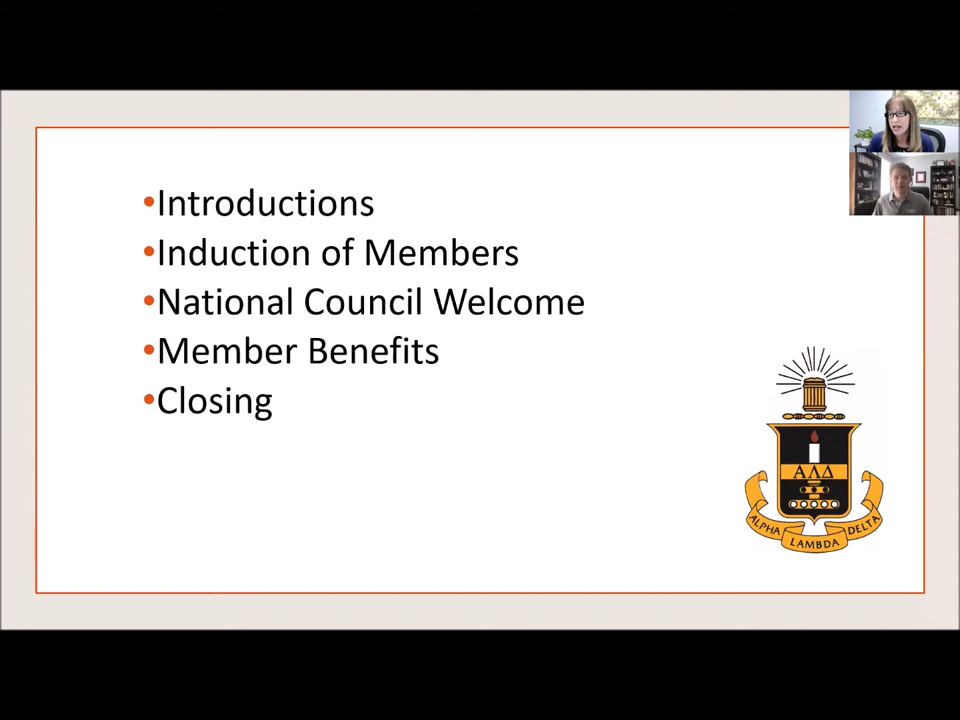 •Introductions
•Induction of Members
•National Council Welcome
•Member Benefits
•Closing
ΑΛΔ
ALPHA LAMBDA DELTA